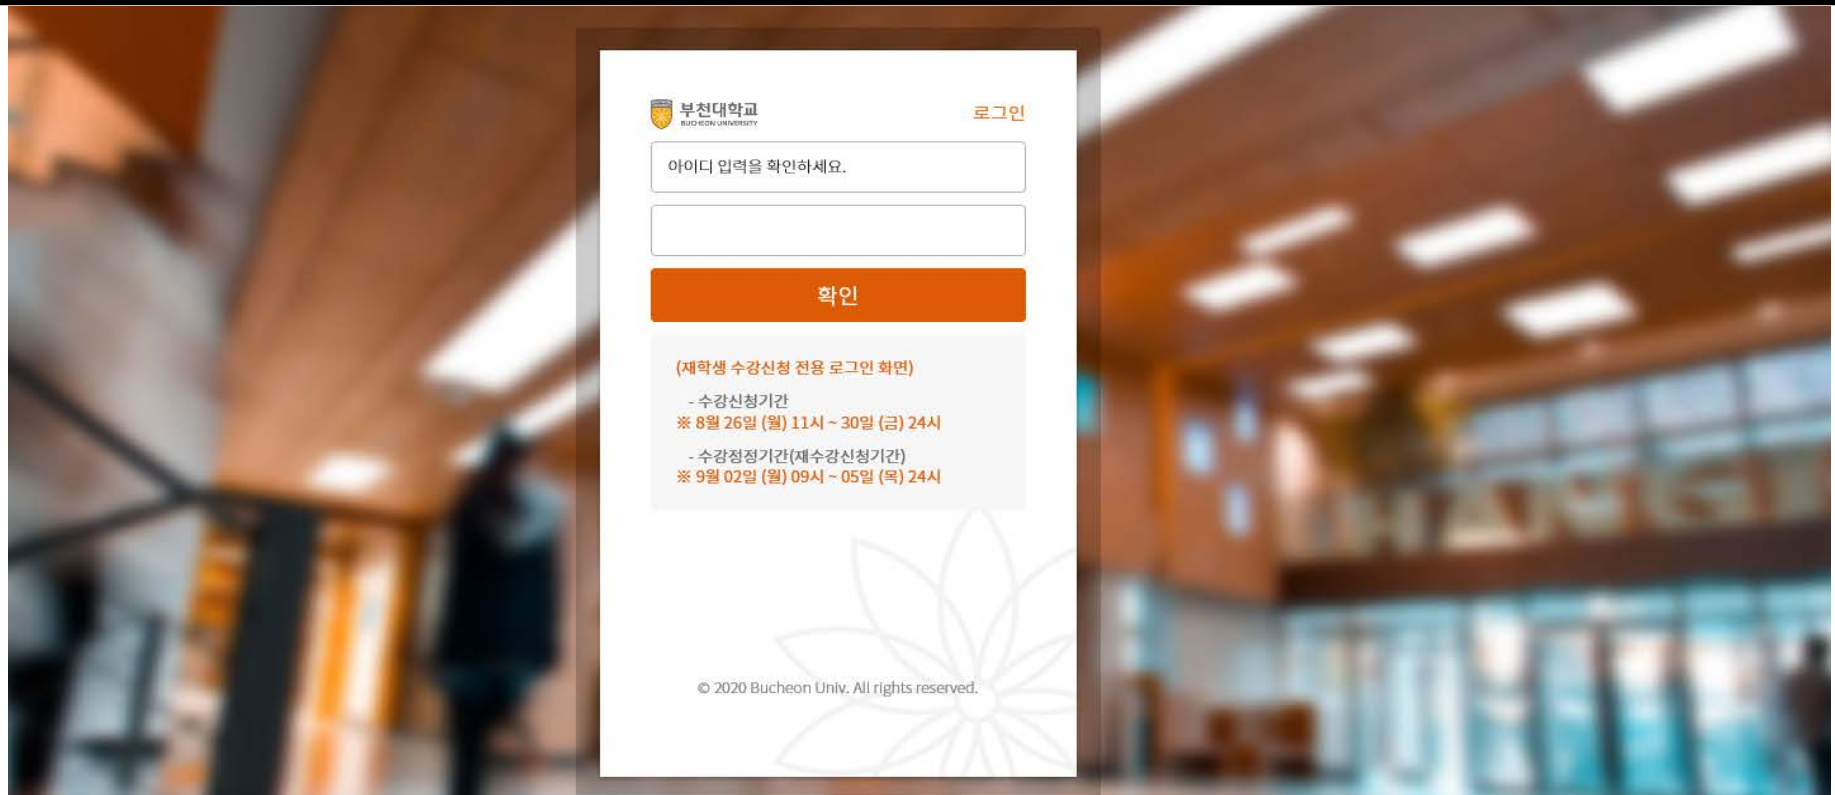 부천대학교
BUCHEON UNIVERSITY
로그인
아이디 입력을 확인하세요.
확인
(재학생 수강신청 전용 로그인 화면)
- 수강신청기간
※ 8월 26일 (월) 11시 ~ 30일 (금) 24시
- 수강정정기간(재수강신청기간)
※ 9월 02일 (월) 09시 ~ 05일 (목) 24시
© 2020 Bucheon Univ. All rights reserved.